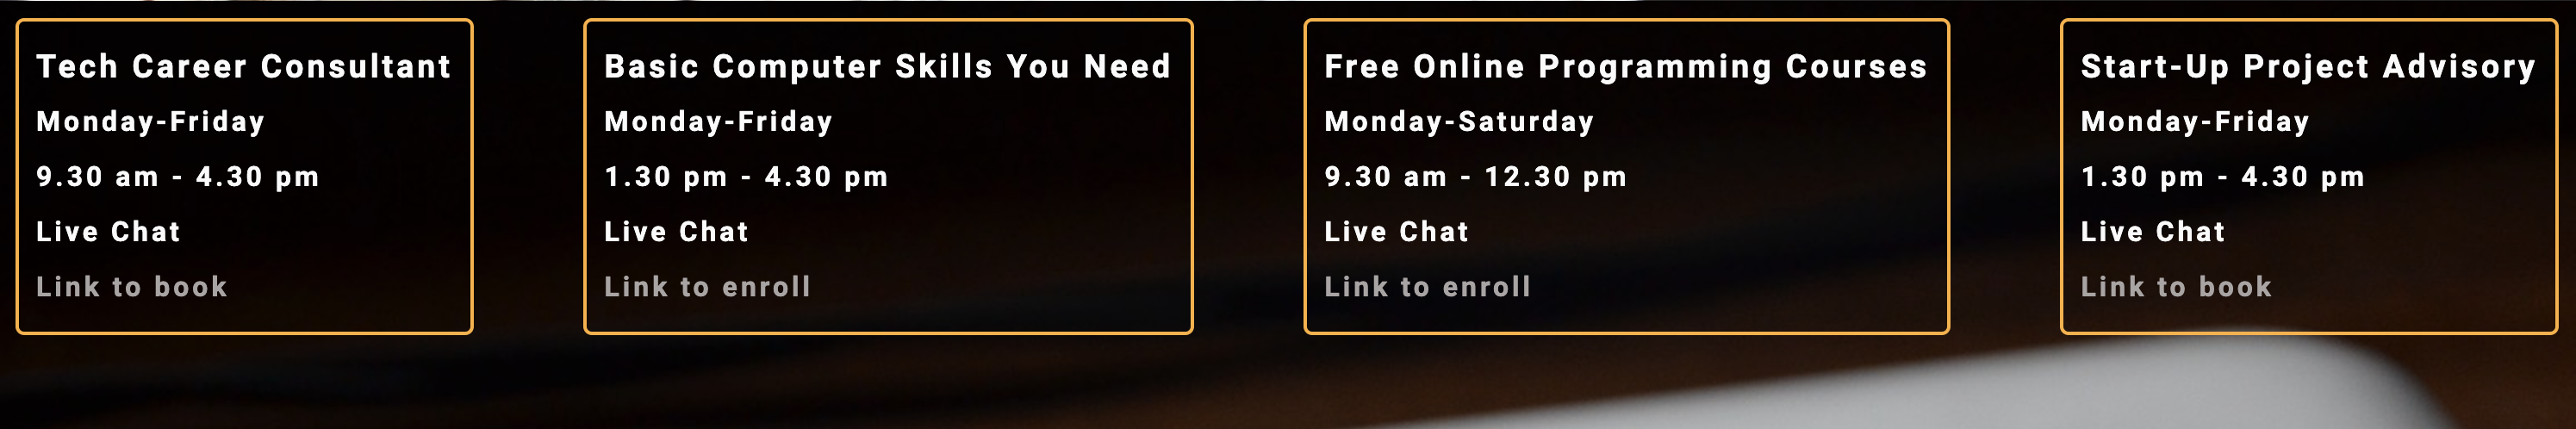 Tech Career Consultant
Monday-Friday
9.30 am - 4.30 pm
Live Chat
Link to book
Basic Computer Skills You Need
Monday-Friday
1.30 pm - 4.30 pm
Live Chat
Link to enroll
Free Online Programming Courses
Monday-Saturday
9.30 am - 12.30 pm
Live Chat
Link to enroll
Start-Up Project Advisory
Monday-Friday
1.30 pm - 4.30 pm
Live Chat
Link to book